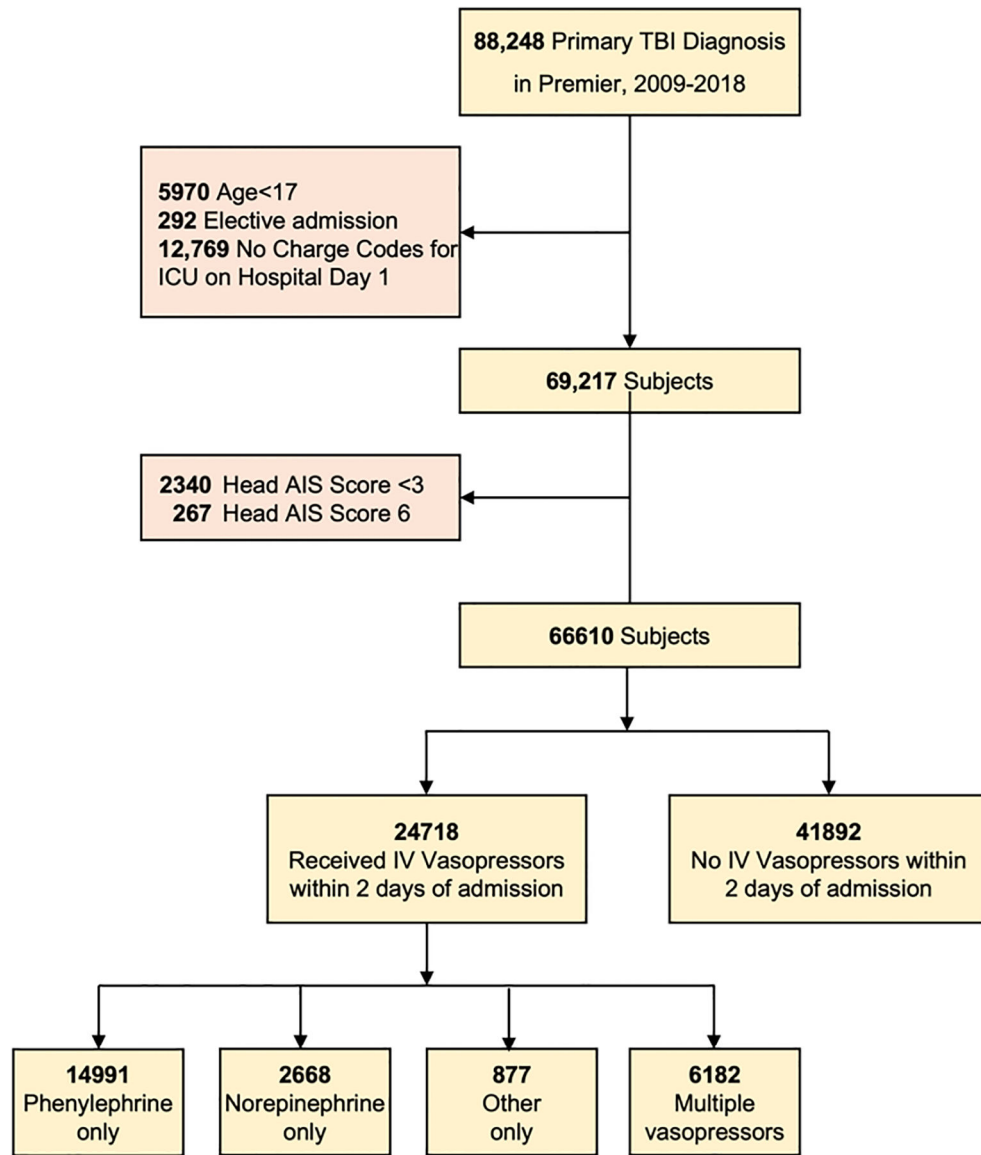 88,248 Primary TBI Diagnosis
in Premier, 2009-2018
5970 Age<17
292 Elective admission
12,769 No Charge Codes for
ICU on Hospital Day 1
69,217 Subjects
2340 Head AIS Score <3
267 Head AIS Score 6
66610 Subjects
24718
Received IV Vasopressors
within 2 days of admission
41892
No IV Vasopressors within
2 days of admission
14991
Phenylephrine
only
2668
Norepinephrine
only
877
Other
only
6182
Multiple
vasopressors